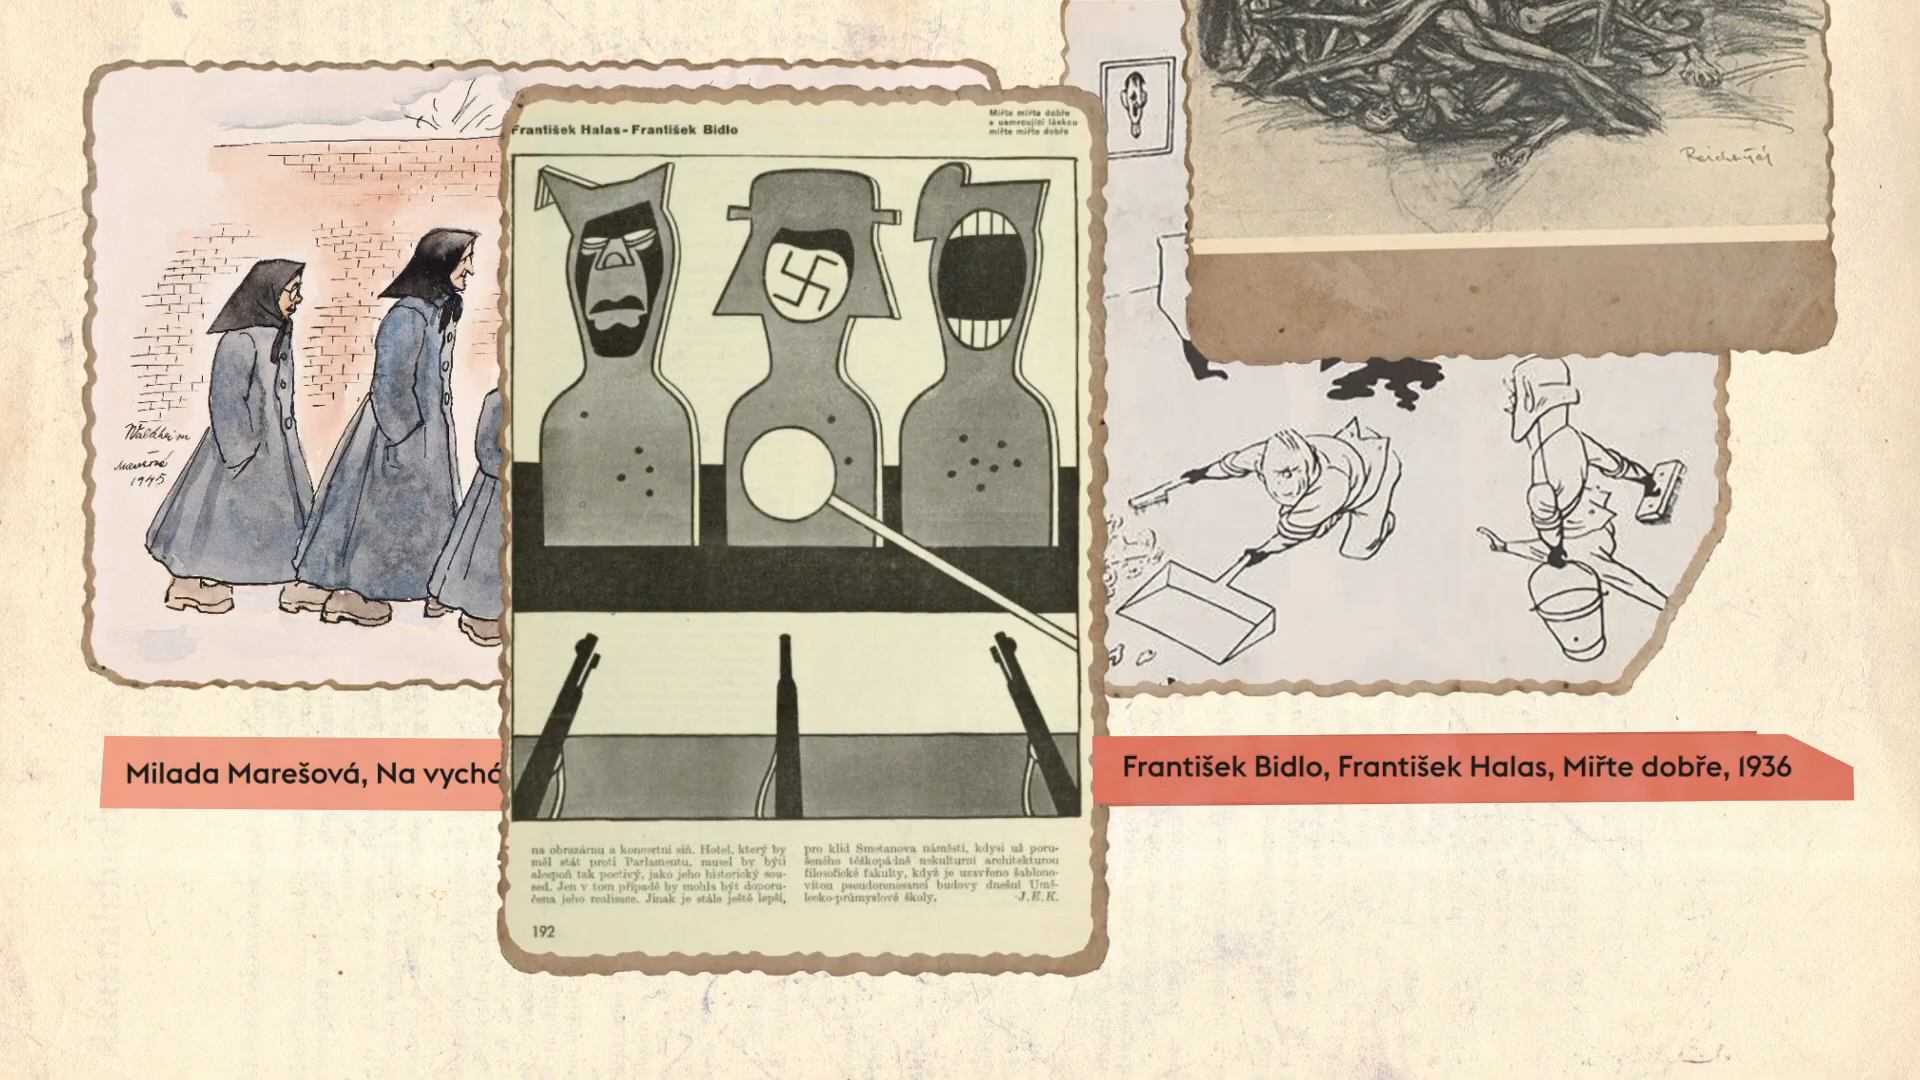 František Halas - František Bidlo
Miřte miřte dobře
s usmrcující láskou
miřte miřte dobře
Waldheim
Marešová
1945
Reichentál
Milada Marešová, Na vychá
František Bidlo, František Halas, Miřte dobře, 1936
na obrazárnu a koncertní síň. Hotel, který by
měl stát proti Parlamentu, musel by býti
alespoň tak poctivý, jako jeho historický sou-
sed. Jen v tom případě by mohla být doporu-
čena jeho realisace. Jinak je stále ještě lepší,
pro klid Smetanova náměstí, kdysi už poru-
šeného těžkopádně nekulturní architekturou
filosofické fakulty, když je uzavřeno šablono-
vitou pseudorenesancí budovy dnešní Umě-
lecko-průmyslové školy.
J. E. K.
192